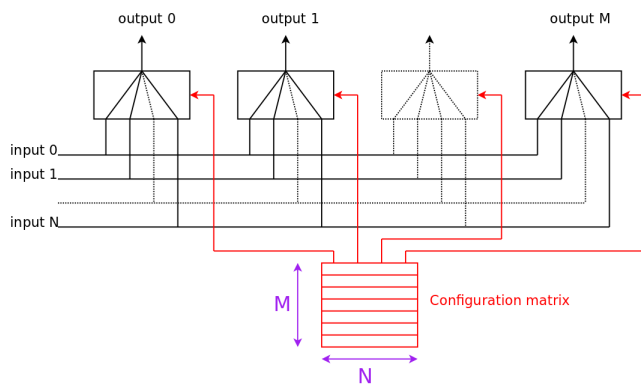 output 0
output 1
output M
input 0
input 1
input N
M
Configuration matrix
N